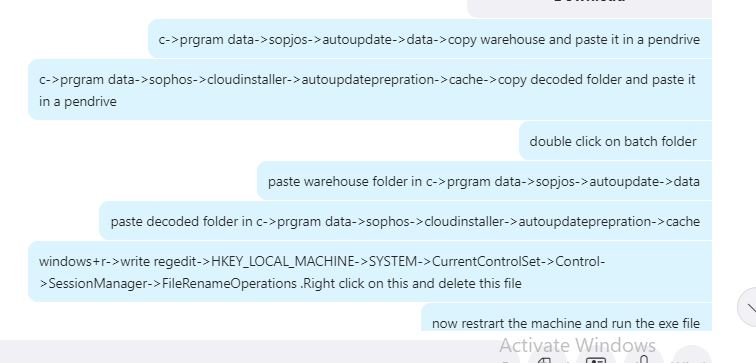 c->prgram data->sopjos->autoupdate->data->copy warehouse and paste it in a pendrive
c->prgram data->sophos->cloudinstaller->autoupdateprepration->cache->copy decoded folder and paste it
in a pendrive
double click on batch folder
paste warehouse folder in c->prgram data->sopjos->autoupdate->data
paste decoded folder in c->prgram data->sophos->cloudinstaller->autoupdateprepration->cache
windows+r->write regedit->HKEY_LOCAL_MACHINE->SYSTEM->CurrentControlSet->Control-
>SessionManager->FileRenameOperations .Right click on this and delete this file
now restrart the machine and run the exe file
Activate Windows